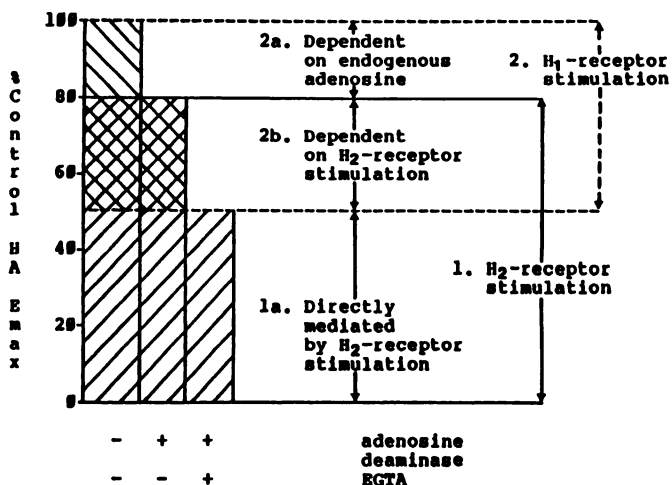 % Control HA Emax
100
80
60
40
20
0
2a. Dependent
on endogenous
adenosine
2. H1-receptor
stimulation
2b. Dependent
on H2-receptor
stimulation
1. H2-receptor
stimulation
1a. Directly
mediated
by H2-receptor
stimulation
- + + adenosine
deaminase
- - + EGTA